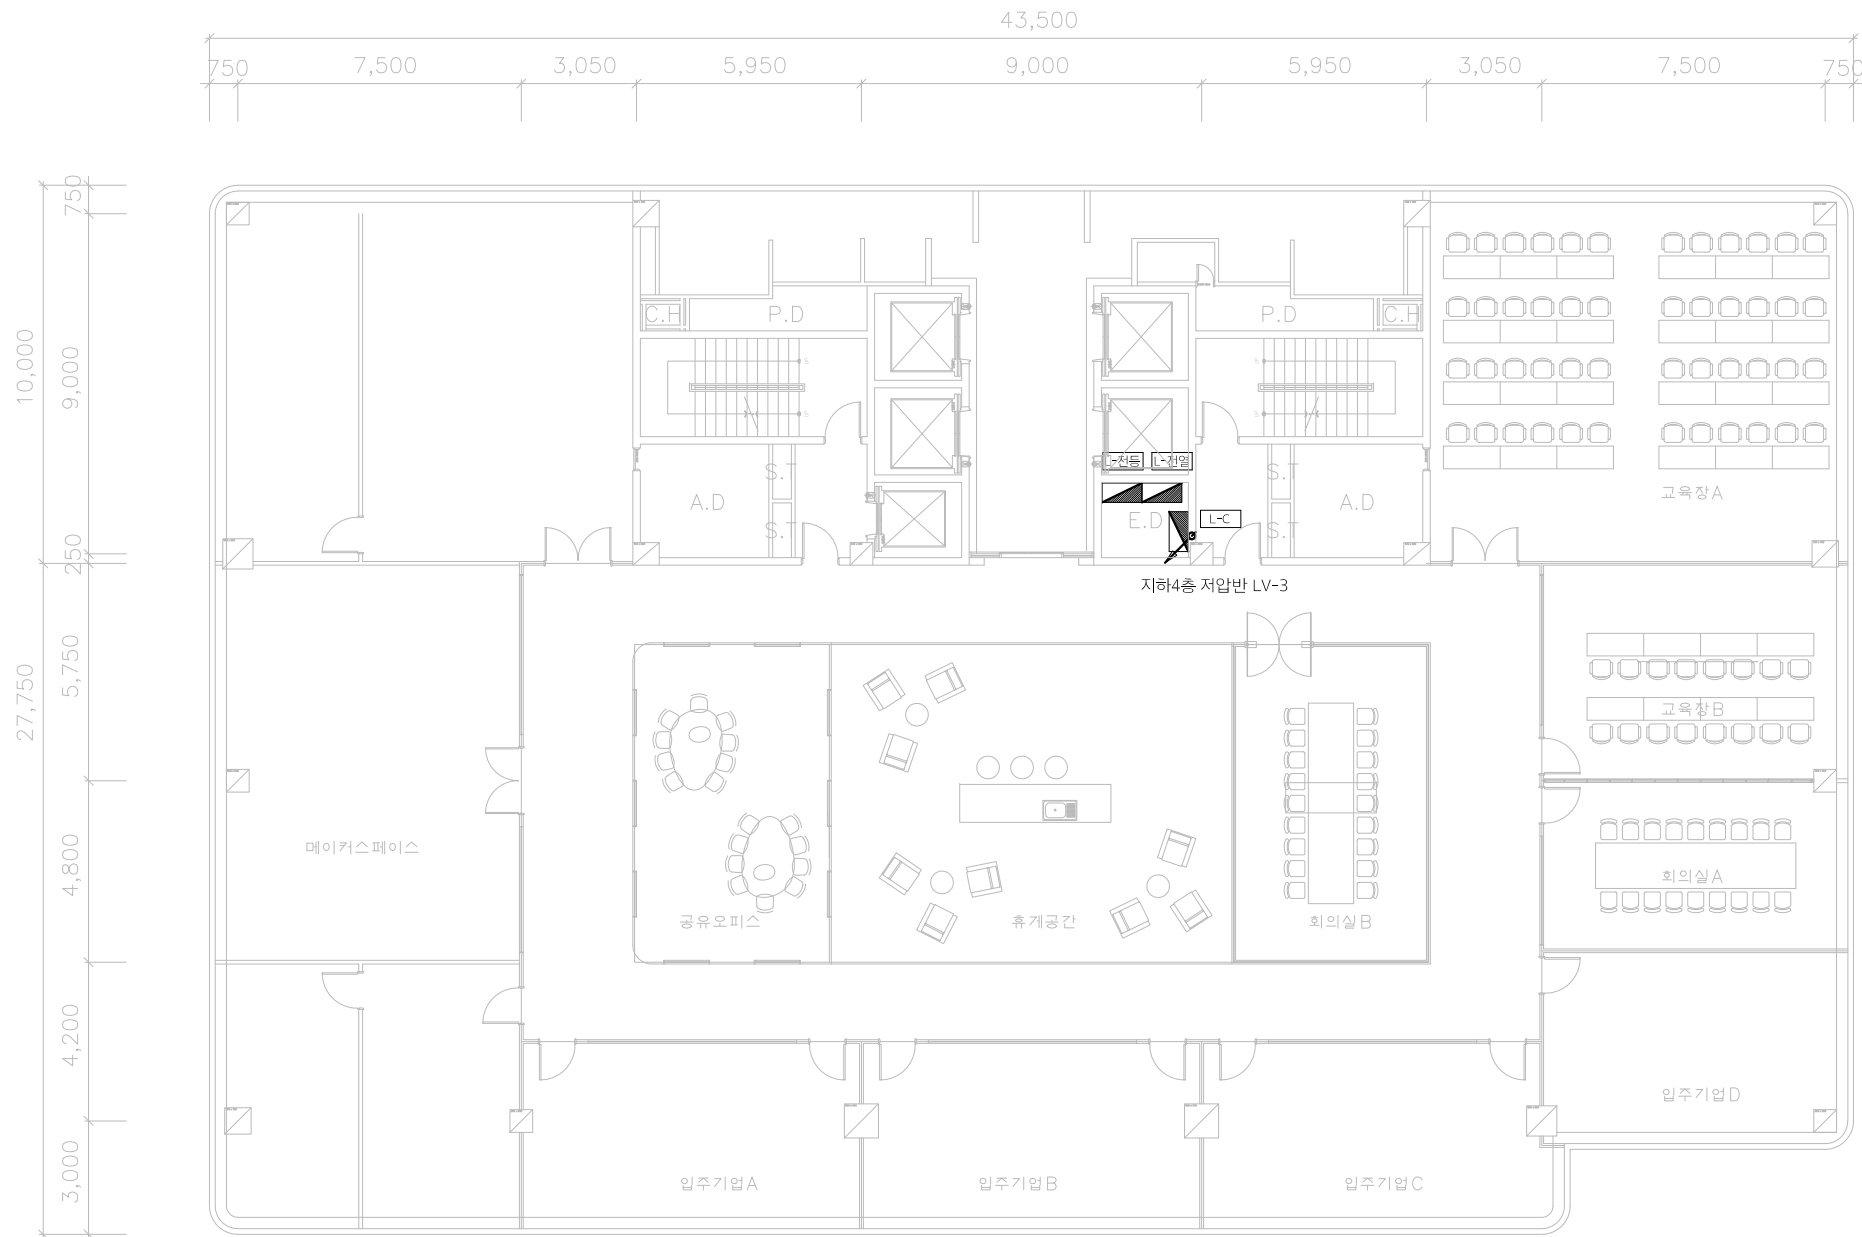 43,500
750
7,500
3,050
5,950
9,000
5,950
3,050
7,500
750
750
10,000
9,000
250
27,750
5,750
4,800
4,200
3,000
C.H
P.D
P.D
C.H
L-전등
L-전열
S.T
S.T
A.D
A.D
교육장A
E.D
L-C
S.T
S.T
지하4층 저압반 LV-3
교육장B
메이커스페이스
회의실A
공유오피스
휴게공간
회의실B
입주기업D
입주기업A
입주기업B
입주기업C